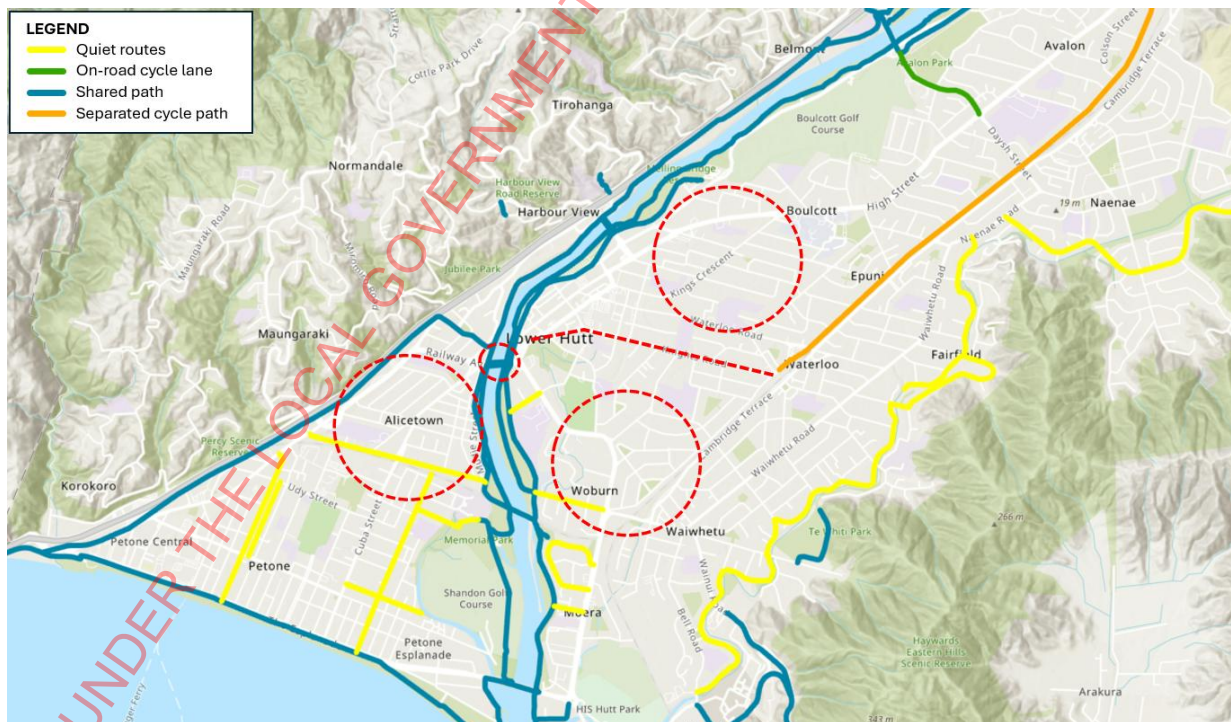 LEGEND
Quiet routes
On-road cycle lane
Shared path
Separated cycle path
UNDER THE LOCAL GOVERNMENT
Cottle Park Drive
Belmont
Avalon
Colson Street
Cambridge Terrace
Avalon Park
Tirohanga
Boulcott Golf
Course
Daysh Street
Normandale
Harbour View
Road Reserve
Harbour View
High Street
Boulcott
19 m
Naenae
Naenae Road
Maungaraki Road
Jubilee Park
Kings Crescent
Epuni
Waiwhetu Road
Maungaraki
Lower Hutt
Waterloo Road
Waterloo
Fairfield
Alicetown
Percy Scenic
Reserve
Korokoro
Udy Street
Cuba Street
Woburn
Cambridge Terrace
Waiwhetu Road
Waiwhetu
266 m
Petone Central
Memorial Park
Te Whiti Park
Petone
Shandon Golf
Course
Moera
Bell Road
Petone
Esplanade
Haywards
Eastern Hills
Scenic Reserve
Arakura
HIS Hutt Park
343 m